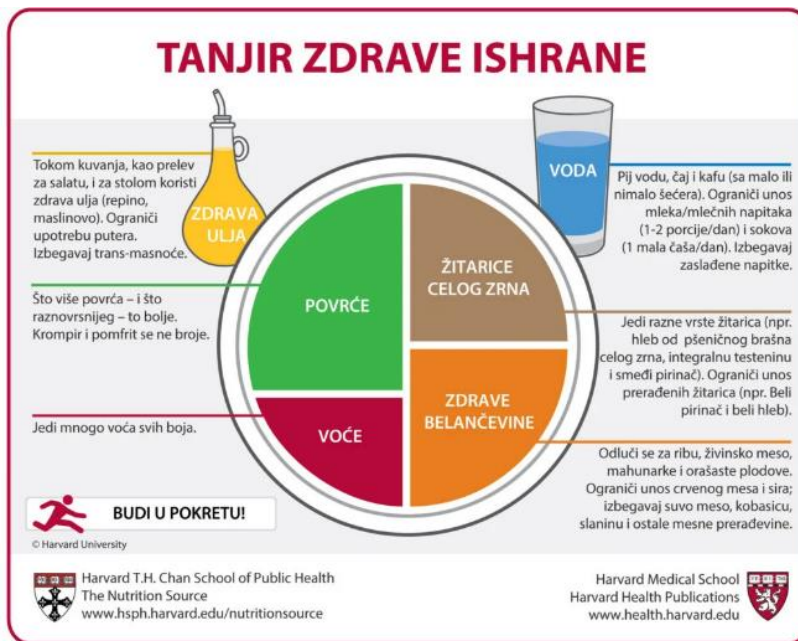 TANJIR ZDRAVE ISHRANE
Tokom kuvanja, kao prelev
za salatu, i za stolom koristi
zdrava ulja (repino,
maslinovo). Ograniči
upotrebu putera.
Izbegavaj trans-masnoće.
ZDRAVA
ULJA
VODA
Pij vodu, čaj i kafu (sa malo ili
nimalo šećera). Ograniči unos
mleka/mlečnih napitaka
(1-2 porcije/dan) i sokova
(1 mala čaša/dan). Izbegavaj
zaslađene napitke.
Što više povrća – i što
raznovrsnijeg – to bolje.
Krompir i pomfrit se ne broje.
POVRĆE
ŽITARICE
CELOG ZRNA
Jedi razne vrste žitarica (npr.
hleb od pšeničnog brašna
celog zrna, integralnu testeninu
i smeđi pirinač). Ograniči unos
prerađenih žitarica (npr. Beli
pirinač i beli hleb).
Jedi mnogo voća svih boja.
VOĆE
ZDRAVE
BELANČEVINE
Odluči se za ribu, živinsko meso,
mahunarke i orašaste plodove.
Ograniči unos crvenog mesa i sira;
izbegavaj suvo meso, kobasicu,
slaninu i ostale mesne prerađevine.
BUDI U POKRETU!
© Harvard University
Harvard T.H. Chan School of Public Health
The Nutrition Source
www.hsph.harvard.edu/nutritionsource
Harvard Medical School
Harvard Health Publications
www.health.harvard.edu